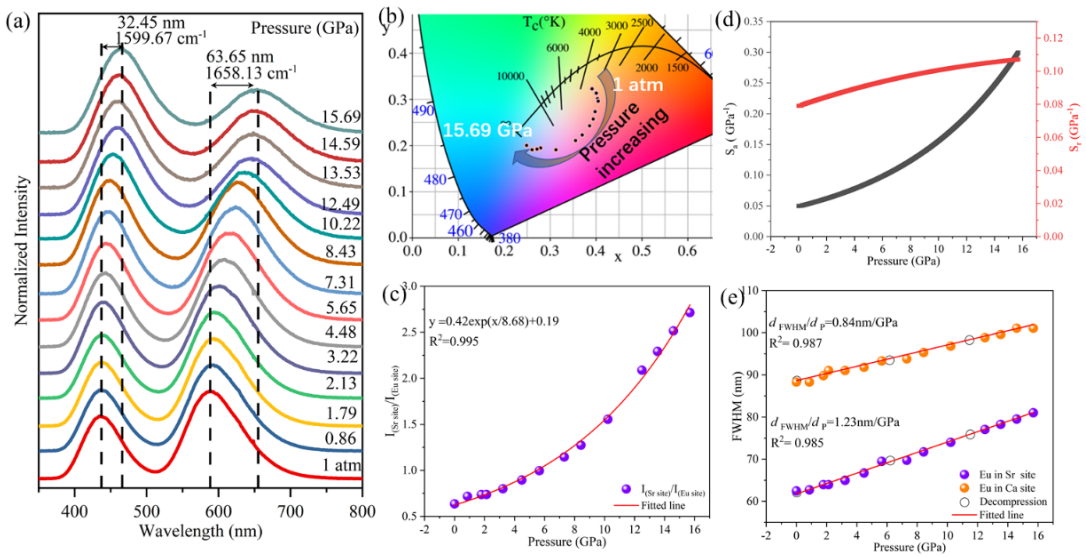 (a)
32.45 nm
1599.67 cm⁻¹
63.65 nm
1658.13 cm⁻¹
Pressure (GPa)
15.69
14.59
13.53
12.49
10.22
8.43
7.31
5.65
4.48
3.22
2.13
1.79
0.86
1 atm
Normalized Intensity
400 500 600 700 800
Wavelength (nm)
(b)
y
0.4
0.3
0.2
0.1
0.0
0.0 0.1 0.2 0.3 0.4 0.5 0.6
x
T_C(°K)
10000
6000
4000
3000
2500
2000
1500
490
480
470
460
380
1 atm
15.69 GPa
Pressure
increasing
(c)
y =0.42exp(x/8.68)+0.19
R²=0.995
I(Sr site)/I(Eu site)
3.0
2.5
2.0
1.5
1.0
0.5
I(Sr site)/I(Eu site)
Fitted line
0 2 4 6 8 10 12 14 16
Pressure (GPa)
(d)
S_a ( GPa⁻¹)
0.35
0.30
0.25
0.20
0.15
0.10
0.05
0.00
0 4 8 12 16
Pressure (GPa)
0.12
0.10
0.08
0.06
0.04
0.02
0.00
S_r (GPa⁻¹)
(e)
d FWHM/d P=0.84nm/GPa
R²= 0.987
d FWHM/d P=1.23nm/GPa
R²= 0.985
FWHM (nm)
110
100
90
80
70
60
Eu in Sr site
Eu in Ca site
Decompression
Fitted line
0 2 4 6 8 10 12 14 16
Pressure (GPa)